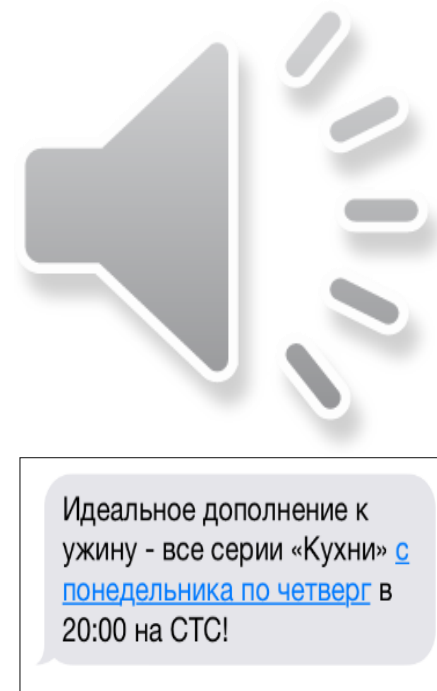 Идеальное дополнение к
ужину - все серии «Кухни» с
понедельника по четверг в
20:00 на СТС!